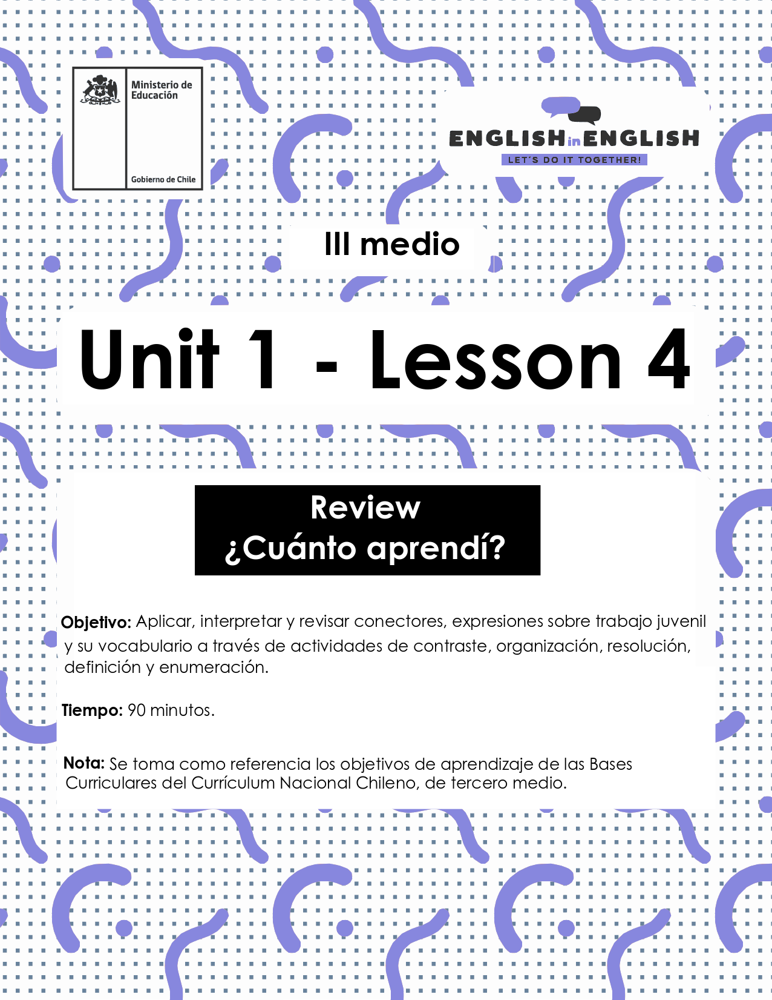 Ministerio de
Educación
Gobierno de Chile
ENGLISH in ENGLISH
LET´S DO IT TOGETHER!
III medio
Unit 1 - Lesson 4
Review
¿Cuánto aprendí?
Objetivo: Aplicar, interpretar y revisar conectores, expresiones sobre trabajo juvenil
y su vocabulario a través de actividades de contraste, organización, resolución,
definición y enumeración.
Tiempo: 90 minutos.
Nota: Se toma como referencia los objetivos de aprendizaje de las Bases
Curriculares del Currículum Nacional Chileno, de tercero medio.